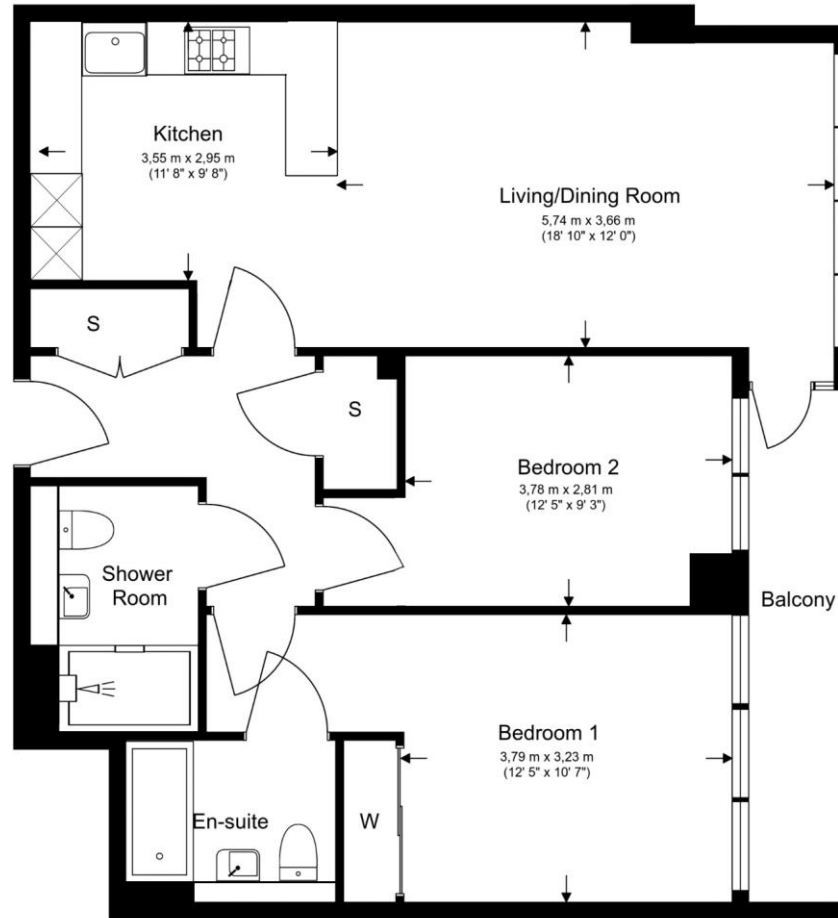 Kitchen
3,55 m x 2,95 m
(11' 8" x 9' 8")
Living/Dining Room
5,74 m x 3,66 m
(18' 10" x 12' 0")
S
S
Bedroom 2
3,78 m x 2,81 m
(12' 5" x 9' 3")
Shower
Room
Balcony
Bedroom 1
3,79 m x 3,23 m
(12' 5" x 10' 7")
En-suite
W